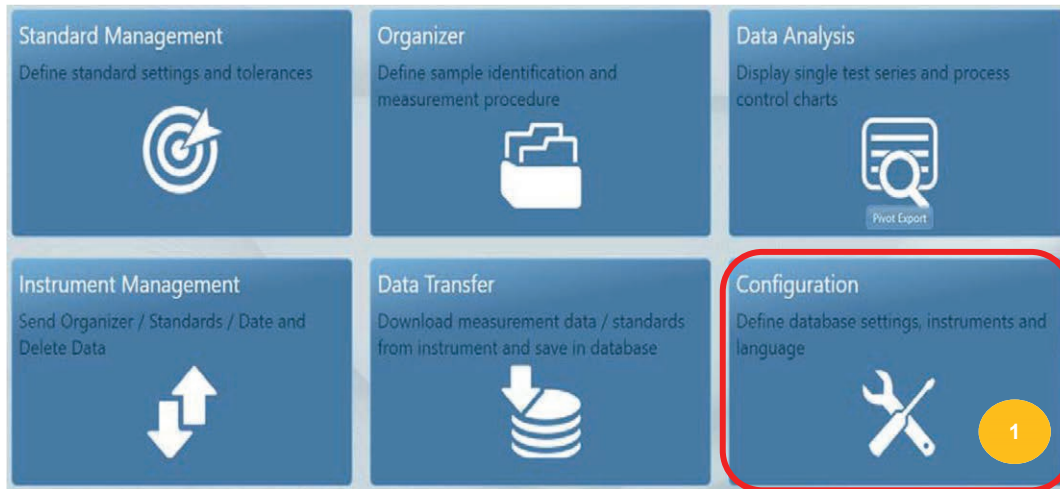 Standard Management
Define standard settings and tolerances
Organizer
Define sample identification and
measurement procedure
Data Analysis
Display single test series and process
control charts
Pivot Export
Instrument Management
Send Organizer / Standards / Date and
Delete Data
Data Transfer
Download measurement data / standards
from instrument and save in database
Configuration
Define database settings, instruments and
language
1